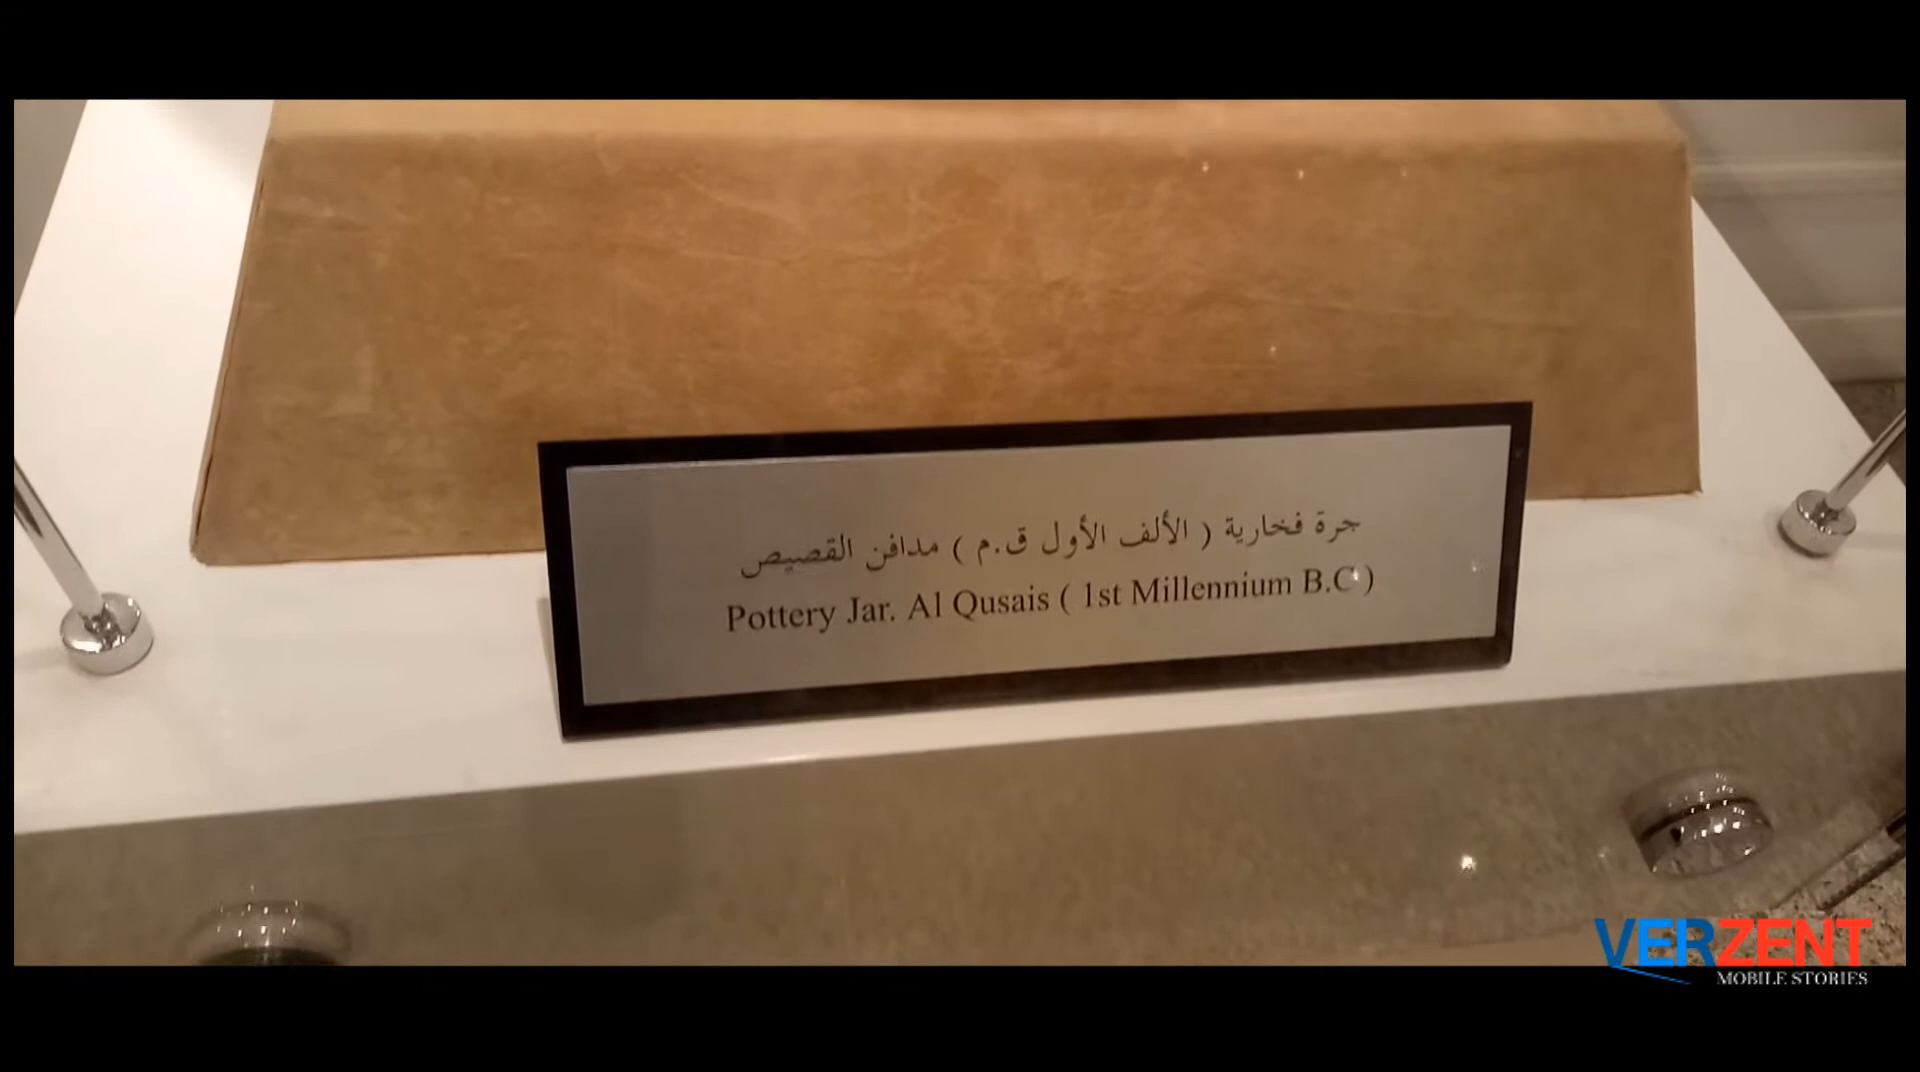 جرة فخارية ( الألف الأول ق.م ) مدافن القصيص
Pottery Jar. Al Qusais ( 1st Millennium B.C )
VERZENT
MOBILE STORIES